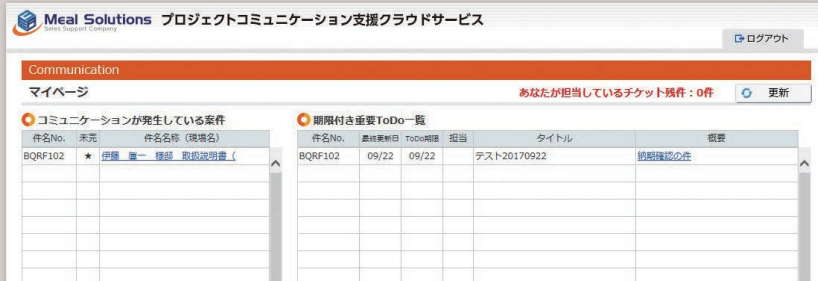 Meal Solutions プロジェクトコミュニケーション支援クラウドサービス
Sales Support Company
ログアウト
Communication
マイページ
あなたが担当しているチケット残件：0件
更新
コミュニケーションが発生している案件
期限付き重要ToDo一覧
件名No. 未完 件名名称（現場名）
件名No. 最終更新日 ToDo期限 担当 タイトル 概要
BQRF102 ★ 伊藤 眞一 様邸 取扱説明書（
BQRF102 09/22 09/22 テスト20170922 納期確認の件